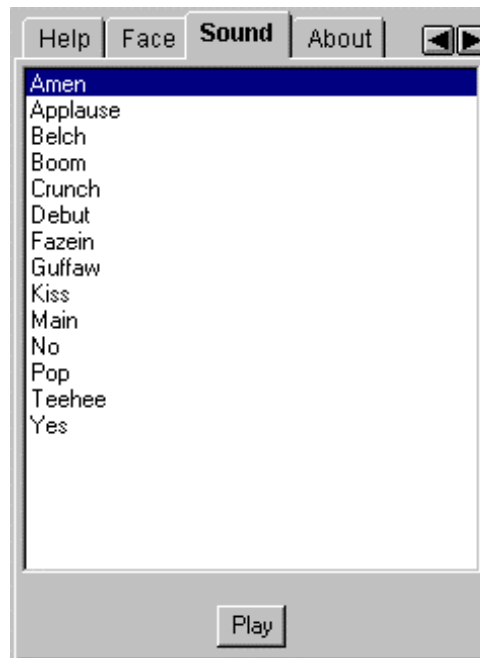 Help Face Sound About
Amen
Applause
Belch
Boom
Crunch
Debut
Fazein
Guffaw
Kiss
Main
No
Pop
Teehee
Yes
Play